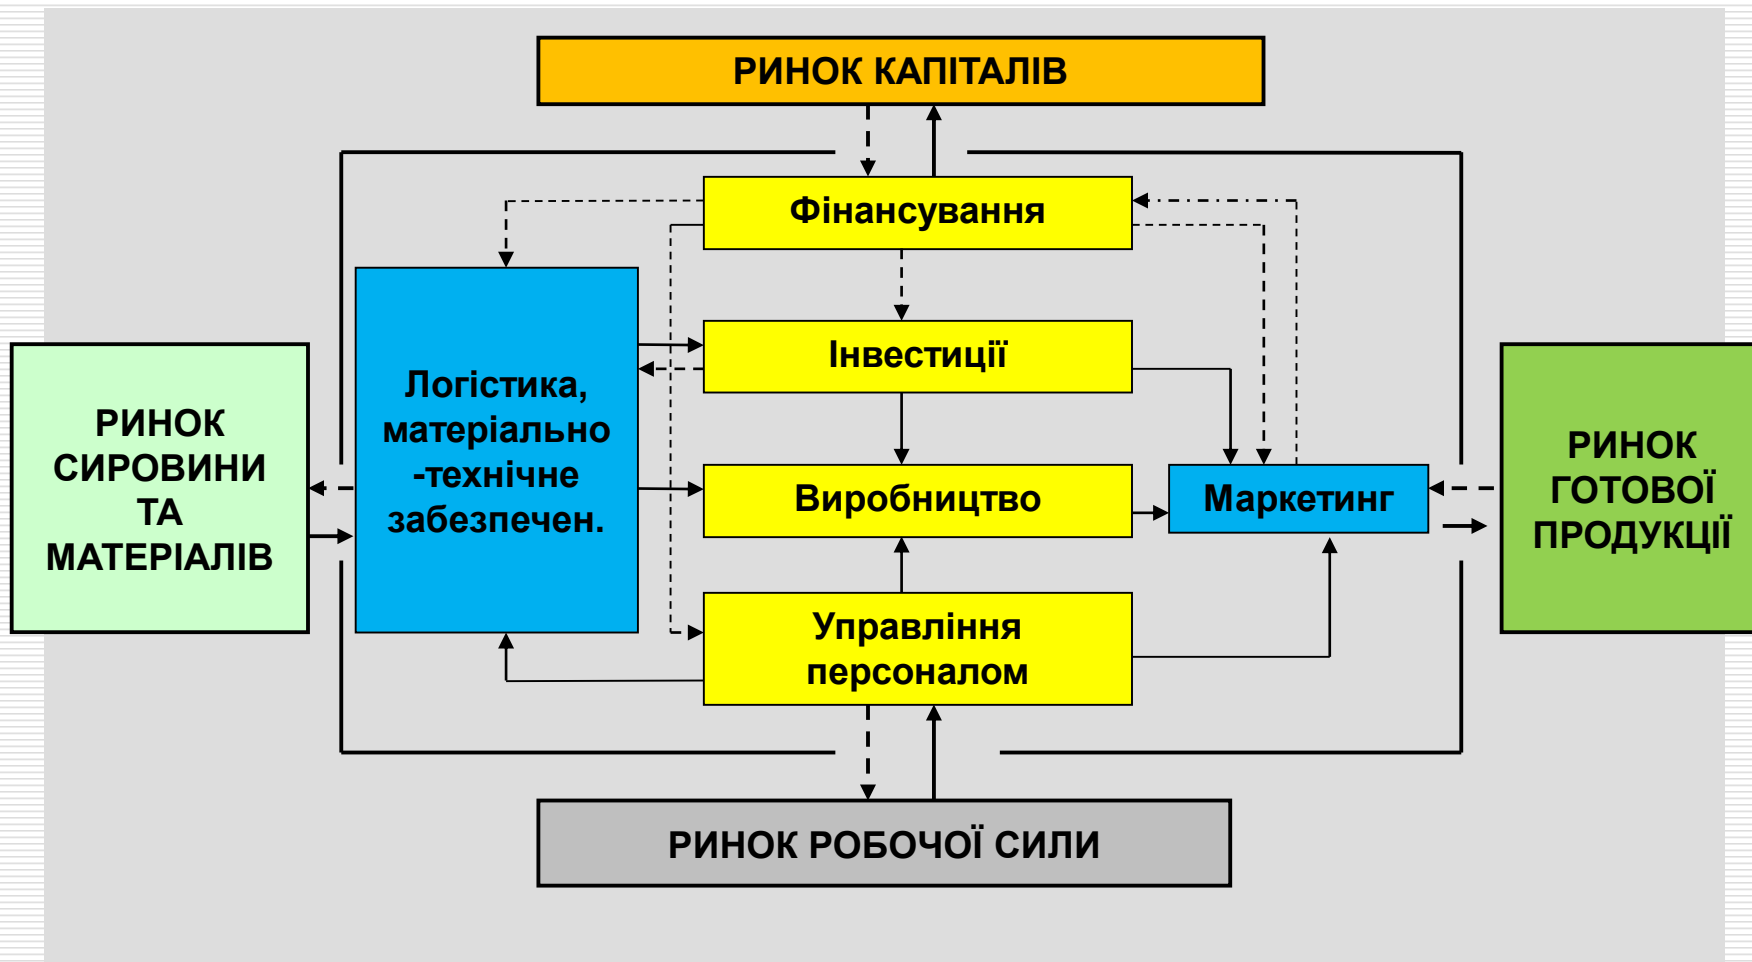 РИНОК КАПІТАЛІВ
Фінансування
Інвестиції
Логістика,
матеріально
-технічне
забезпечен.
РИНОК
СИРОВИНИ
ТА
МАТЕРІАЛІВ
Виробництво
Маркетинг
РИНОК
ГОТОВОЇ
ПРОДУКЦІЇ
Управління
персоналом
РИНОК РОБОЧОЇ СИЛИ